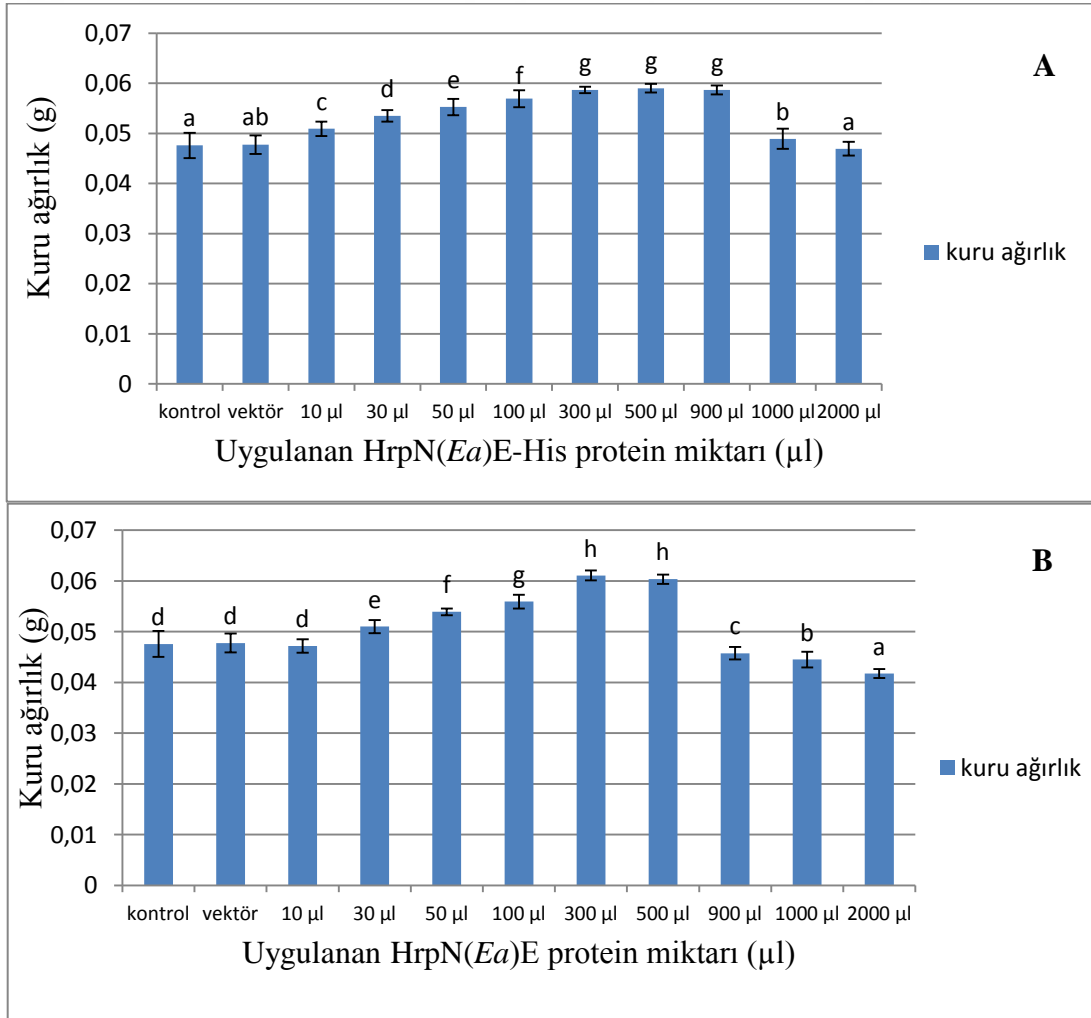 A
0,07
0,06
0,05
0,04
0,03
0,02
0,01
0
Kuru ağırlık (g)
a ab c d e f g g g b a
kontrol vektör 10 µl 30 µl 50 µl 100 µl 300 µl 500 µl 900 µl 1000 µl 2000 µl
Uygulanan HrpN(Ea)E-His protein miktarı (µl)
kuru ağırlık
B
0,07
0,06
0,05
0,04
0,03
0,02
0,01
0
Kuru ağırlık (g)
d d d e f g h h c b a
kontrol vektör 10 µl 30 µl 50 µl 100 µl 300 µl 500 µl 900 µl 1000 µl 2000 µl
Uygulanan HrpN(Ea)E protein miktarı (µl)
kuru ağırlık